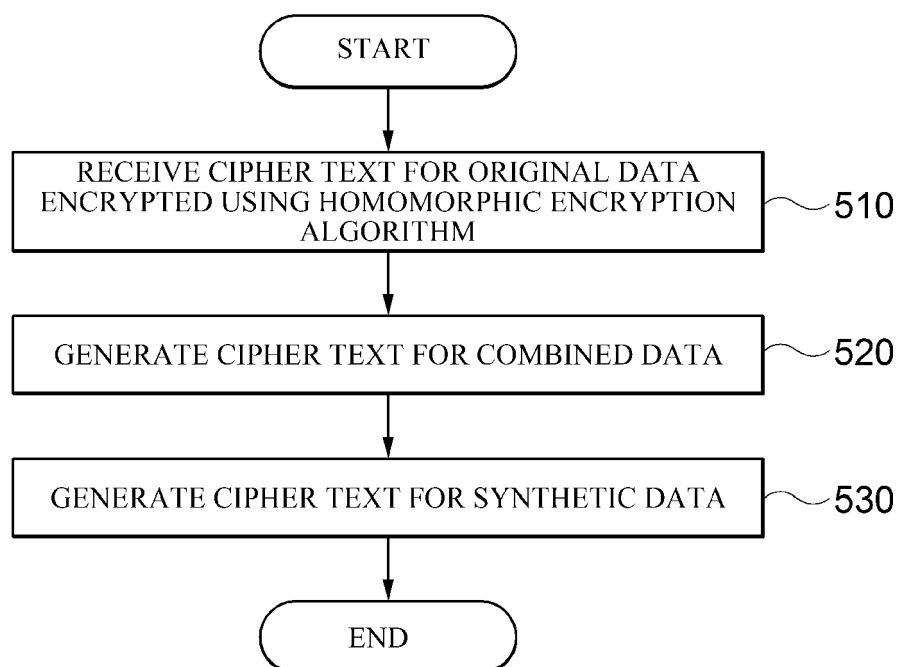 START
RECEIVE CIPHER TEXT FOR ORIGINAL DATA
ENCRYPTED USING HOMOMORPHIC ENCRYPTION
ALGORITHM
510
GENERATE CIPHER TEXT FOR COMBINED DATA
520
GENERATE CIPHER TEXT FOR SYNTHETIC DATA
530
END